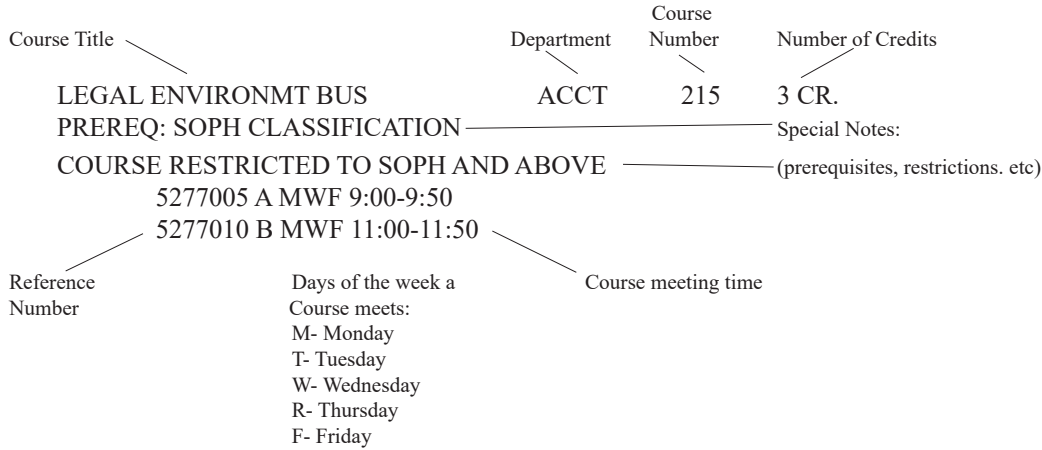 Course Title
Department
Course
Number
Number of Credits
LEGAL ENVIRONMT BUS ACCT 215 3 CR.
PREREQ: SOPH CLASSIFICATION
Special Notes:
COURSE RESTRICTED TO SOPH AND ABOVE
(prerequisites, restrictions. etc)
5277005 A MWF 9:00-9:50
5277010 B MWF 11:00-11:50
Reference
Number
Days of the week a
Course meets:
M- Monday
T- Tuesday
W- Wednesday
R- Thursday
F- Friday
Course meeting time